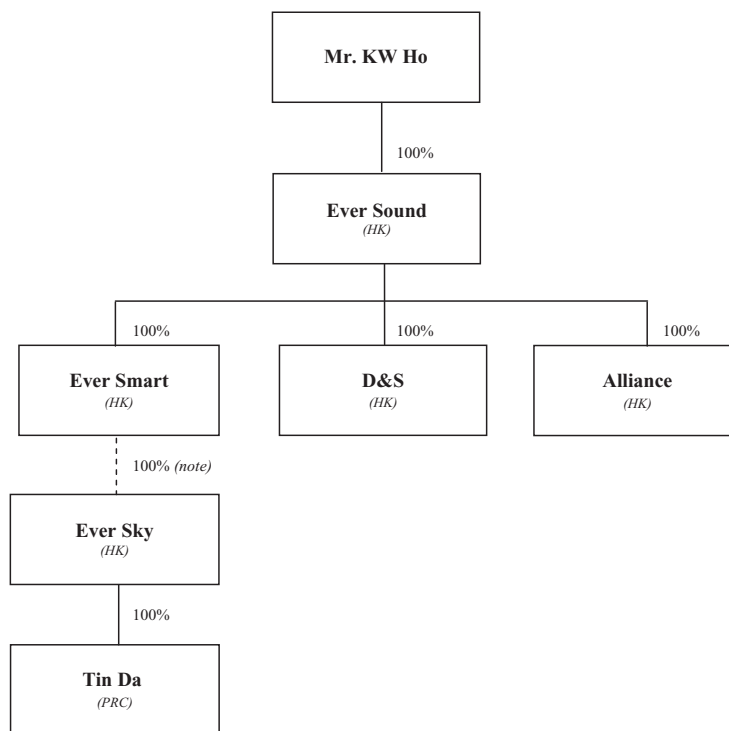 Mr. KW Ho
100%
Ever Sound
(HK)
100%
100%
100%
Ever Smart
(HK)
D&S
(HK)
Alliance
(HK)
100% (note)
Ever Sky
(HK)
100%
Tin Da
(PRC)